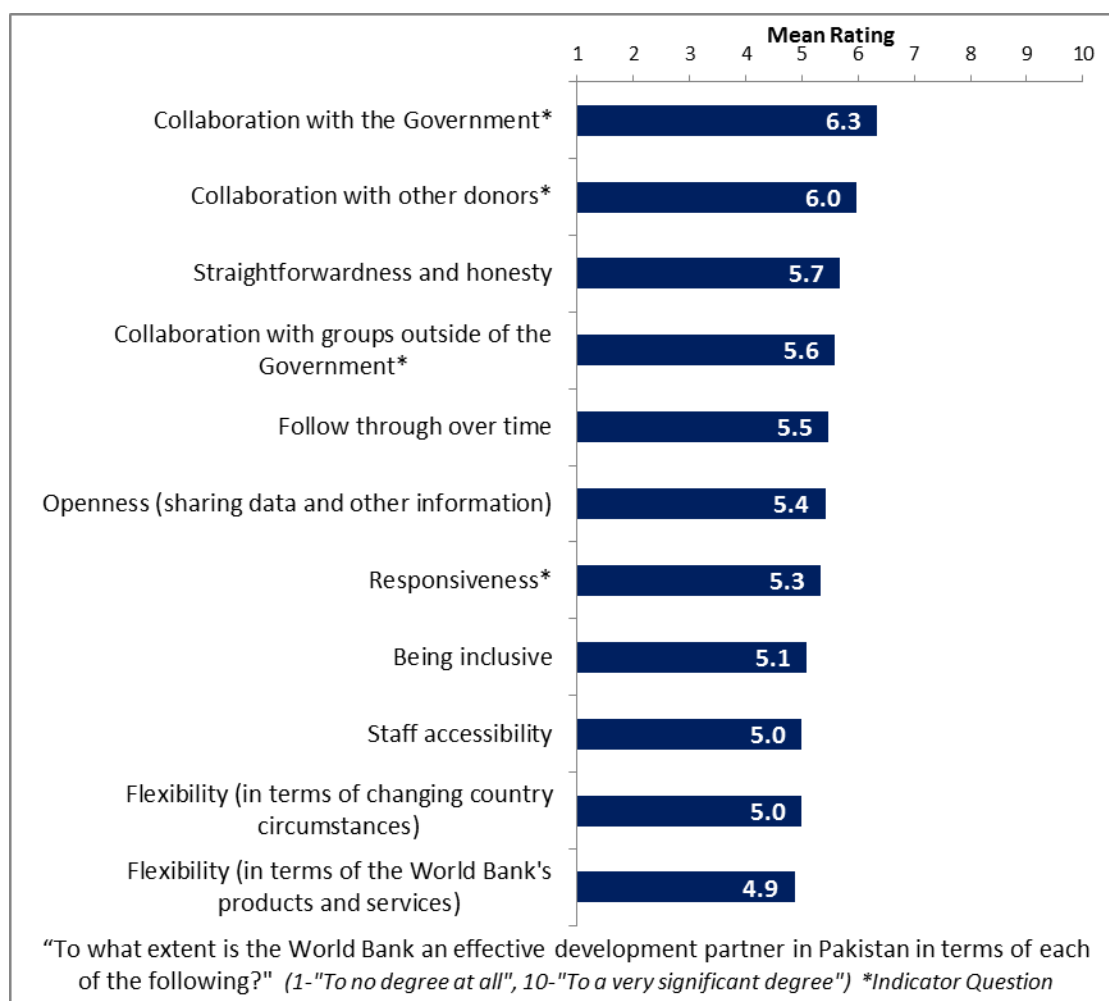 Mean Rating
1 2 3 4 5 6 7 8 9 10
Collaboration with the Government* 6.3
Collaboration with other donors* 6.0
Straightforwardness and honesty 5.7
Collaboration with groups outside of the
Government* 5.6
Follow through over time 5.5
Openness (sharing data and other information) 5.4
Responsiveness* 5.3
Being inclusive 5.1
Staff accessibility 5.0
Flexibility (in terms of changing country
circumstances) 5.0
Flexibility (in terms of the World Bank's
products and services) 4.9
“To what extent is the World Bank an effective development partner in Pakistan in terms of each
of the following?" (1-"To no degree at all", 10-"To a very significant degree") *Indicator Question